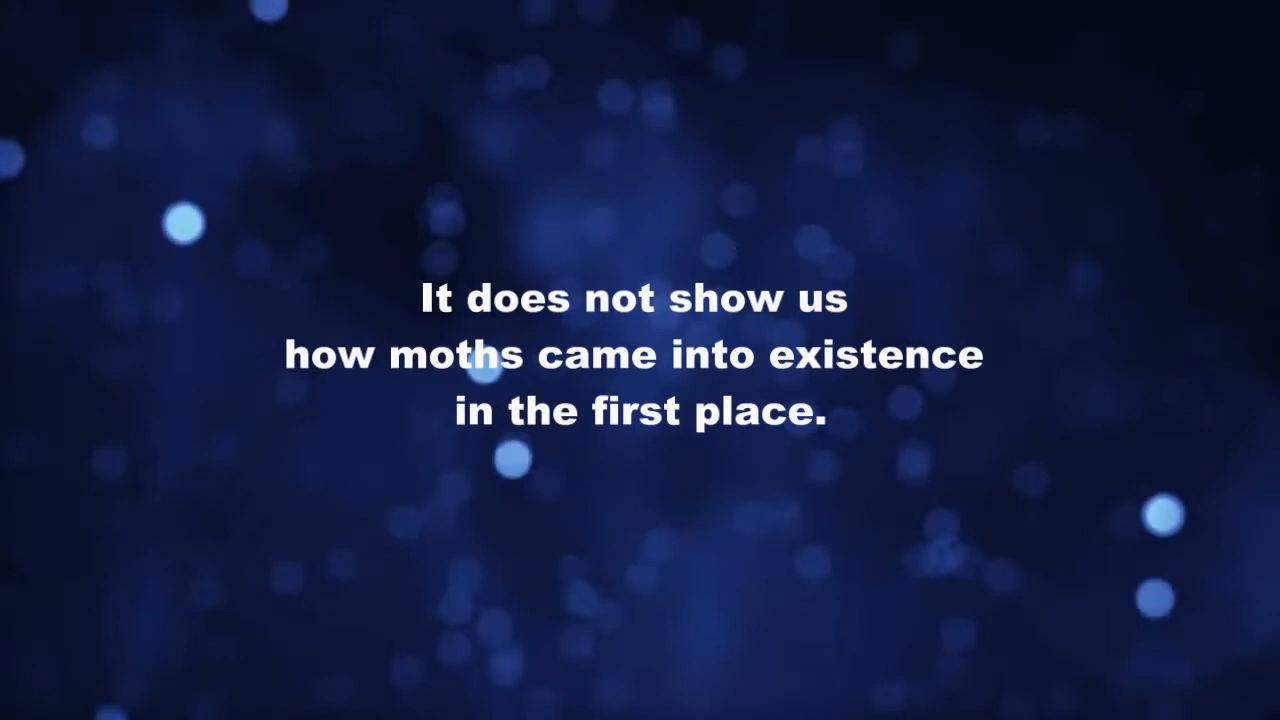 It does not show us
how moths came into existence
in the first place.